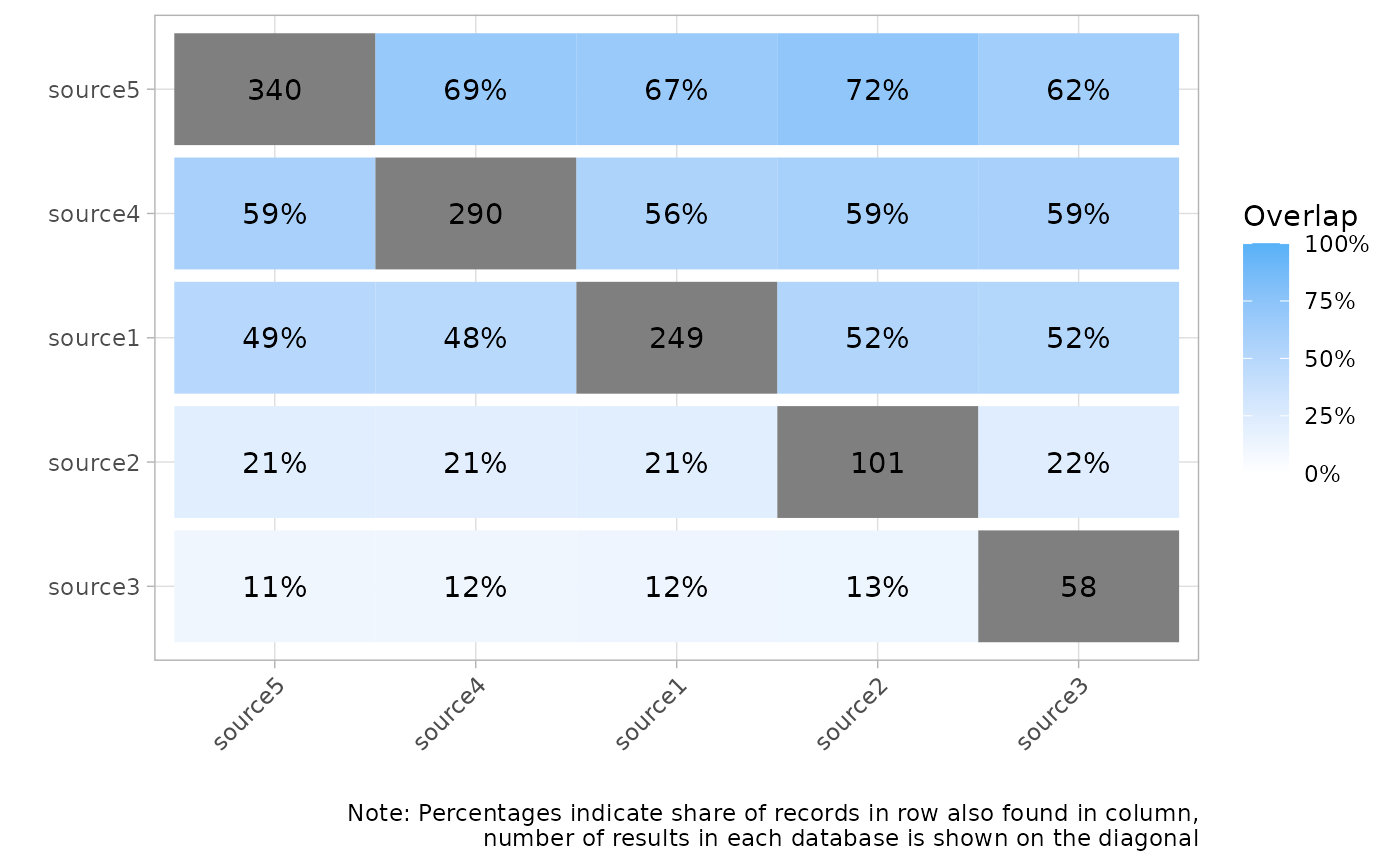 source5 340 69% 67% 72% 62%
source4 59% 290 56% 59% 59%
source1 49% 48% 249 52% 52%
source2 21% 21% 21% 101 22%
source3 11% 12% 12% 13% 58
source5 source4 source1 source2 source3
Overlap
100%
75%
50%
25%
0%
Note: Percentages indicate share of records in row also found in column,
number of results in each database is shown on the diagonal